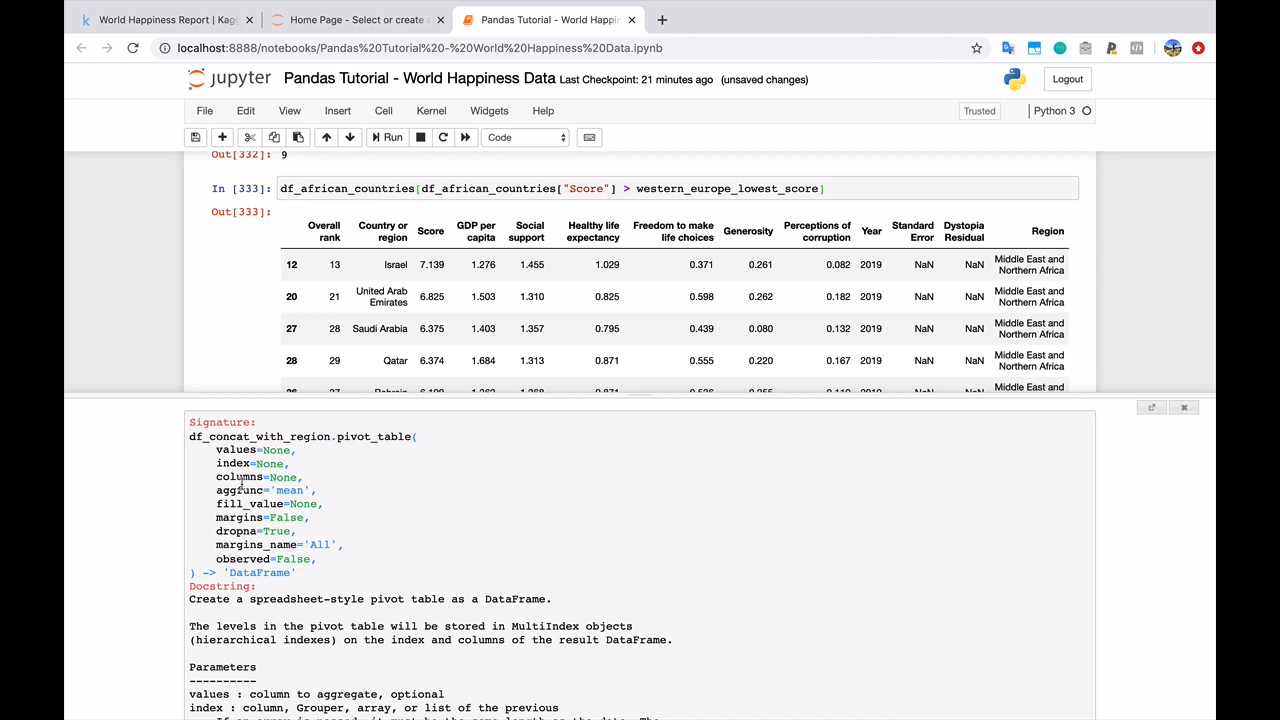 World Happiness Report | Kagg
Home Page - Select or create a
Pandas Tutorial - World Happin
localhost:8888/notebooks/Pandas%20Tutorial%20-%20World%20Happiness%20Data.ipynb
jupyter Pandas Tutorial - World Happiness Data Last Checkpoint: 21 minutes ago (unsaved changes)
Logout
File Edit View Insert Cell Kernel Widgets Help
Trusted Python 3
Run Code
Out[332]: 9
In [333]: df_african_countries[df_african_countries["Score"] > western_europe_lowest_score]
Out[333]:
Overall rank Country or region Score GDP per capita Social support Healthy life expectancy Freedom to make life choices Generosity Perceptions of corruption Year Standard Error Dystopia Residual Region
12 13 Israel 7.139 1.276 1.455 1.029 0.371 0.261 0.082 2019 NaN NaN Middle East and Northern Africa
20 21 United Arab Emirates 6.825 1.503 1.310 0.825 0.598 0.262 0.182 2019 NaN NaN Middle East and Northern Africa
27 28 Saudi Arabia 6.375 1.403 1.357 0.795 0.439 0.080 0.132 2019 NaN NaN Middle East and Northern Africa
28 29 Qatar 6.374 1.684 1.313 0.871 0.555 0.220 0.167 2019 NaN NaN Middle East and Northern Africa
Middle East and
Signature:
df_concat_with_region.pivot_table(
values=None,
index=None,
columns=None,
aggfunc='mean',
fill_value=None,
margins=False,
dropna=True,
margins_name='All',
observed=False,
) -> 'DataFrame'
Docstring:
Create a spreadsheet-style pivot table as a DataFrame.
The levels in the pivot table will be stored in MultiIndex objects
(hierarchical indexes) on the index and columns of the result DataFrame.
Parameters
----------
values : column to aggregate, optional
index : column, Grouper, array, or list of the previous